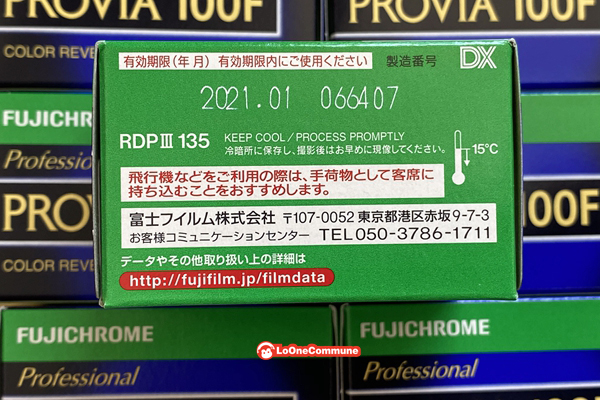 PROVIA 100F
COLOR REVE
FUJICHR
Professio
PRO
COLOR REVE
有効期限(年月) 有効期限内にご使用ください 製造番号 DX
2021.01 066407
RDPⅢ 135 KEEP COOL/PROCESS PROMPTLY
冷暗所に保存し、撮影後はお早めに現像してください。
15℃
飛行機などをご利用の際は、手荷物として客席に
持ち込むことをおすすめします。
富士フイルム株式会社 〒107-0052 東京都港区赤坂9-7-3
お客様コミュニケーションセンター TEL050-3786-1711
データやその他取り扱い上の詳細は
http://fujifilm.jp/filmdata
00F
FUJICHROME
Professional
FUJICHROME
Professional
LoOneCommune